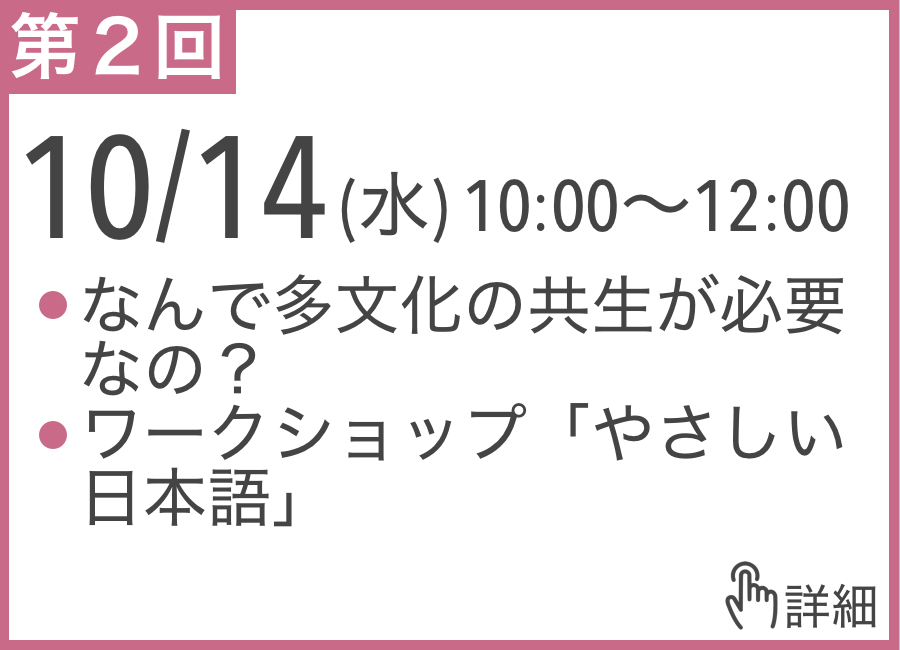 第２回
10/14(水)10:00〜12:00
●なんで多文化の共生が必要
なの？
●ワークショップ「やさしい
日本語」
詳細